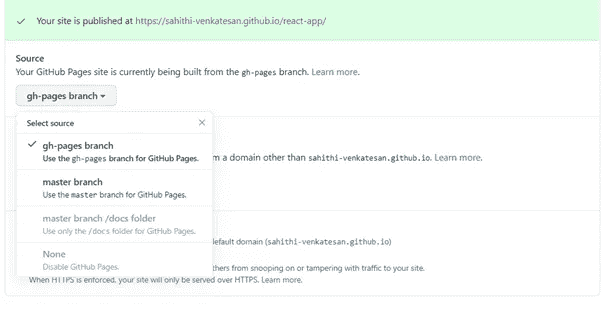 ✓ Your site is published at https://sahithi-venkatesan.github.io/react-app/
Source
Your GitHub Pages site is currently being built from the gh-pages branch. Learn more.
gh-pages branch
Select source ×
✓ gh-pages branch
Use the gh-pages branch for GitHub Pages.
m a domain other than sahithi-venkatesan.github.io. Learn more.
master branch
Use the master branch for GitHub Pages.
master branch /docs folder
Use only the /docs folder for GitHub Pages.
default domain (sahithi-venkatesan.github.io)
None
Disable GitHub Pages.
thers from snooping on or tampering with traffic to your site.
When HTTPS is enforced, your site will only be served over HTTPS. Learn more.